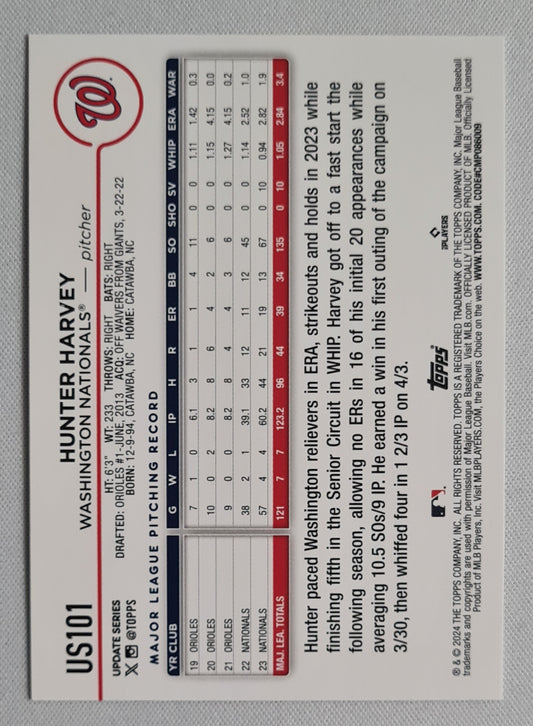 US101
HUNTER HARVEY
WASHINGTON NATIONALS® — pitcher
W
UPDATE SERIES
@TOPPS
HT: 6'3" WT: 233 THROWS: RIGHT BATS: RIGHT
DRAFTED: ORIOLES #1-JUNE, 2013 ACQ: OFF WAIVERS FROM GIANTS, 3-22-22
BORN: 12-9-94, CATAWBA, NC HOME: CATAWBA, NC
MAJOR LEAGUE PITCHING RECORD
YR CLUB G W L IP H R ER BB SO SHO SV WHIP ERA WAR
19 ORIOLES 7 1 0 6.1 3 1 1 4 11 0 0 1.11 1.42 0.3
20 ORIOLES 10 0 2 8.2 8 6 4 2 6 0 0 1.15 4.15 0.0
21 ORIOLES 9 0 0 8.2 8 4 4 3 6 0 0 1.27 4.15 0.2
22 NATIONALS 38 2 1 39.1 33 12 11 12 45 0 0 1.14 2.52 1.0
23 NATIONALS 57 4 4 60.2 44 21 19 13 67 0 10 0.94 2.82 1.9
MAJ. LEA. TOTALS 121 7 7 123.2 96 44 39 34 135 0 10 1.05 2.84 3.4
Hunter paced Washington relievers in ERA, strikeouts and holds in 2023 while
finishing fifth in the Senior Circuit in WHIP. Harvey got off to a fast start the
following season, allowing no ERs in 16 of his initial 20 appearances while
averaging 10.5 SOs/9 IP. He earned a win in his first outing of the campaign on
3/30, then whiffed four in 1 2/3 IP on 4/3.
topps®
PLAYERS
® & © 2024 THE TOPPS COMPANY, INC. ALL RIGHTS RESERVED. TOPPS IS A REGISTERED TRADEMARK OF THE TOPPS COMPANY, INC. Major League Baseball
trademarks and copyrights are used with permission of Major League Baseball. Visit MLB.com. OFFICIALLY LICENSED PRODUCT OF MLB. Officially Licensed
Product of MLB Players, Inc. Visit MLBPLAYERS.COM, the Players Choice on the web. WWW.TOPPS.COM. CODE#CMP086009